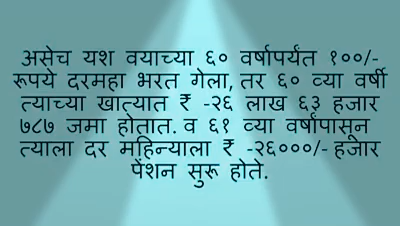 असेच यश वयाच्या ६० वर्षापर्यंत १००/-
रूपये दरमहा भरत गेला, तर ६० व्या वर्षी
त्याच्या खात्यात ₹ -२६ लाख ६३ हजार
७८७ जमा होतात. व ६१ व्या वर्षांपासून
त्याला दर महिन्याला ₹ -२६०००/- हजार
पेंशन सुरू होते.